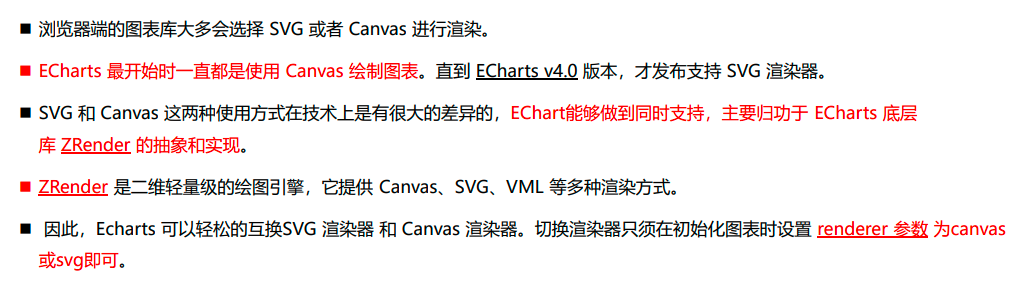 ■ 浏览器端的图表库大多会选择 SVG 或者 Canvas 进行渲染。
■ ECharts 最开始时一直都是使用 Canvas 绘制图表。直到 ECharts v4.0 版本，才发布支持 SVG 渲染器。
■ SVG 和 Canvas 这两种使用方式在技术上是有很大的差异的，EChart能够做到同时支持，主要归功于 ECharts 底层
库 ZRender 的抽象和实现。
■ ZRender 是二维轻量级的绘图引擎，它提供 Canvas、SVG、VML 等多种渲染方式。
■ 因此，Echarts 可以轻松的互换SVG 渲染器 和 Canvas 渲染器。切换渲染器只须在初始化图表时设置 renderer 参数 为canvas
或svg即可。